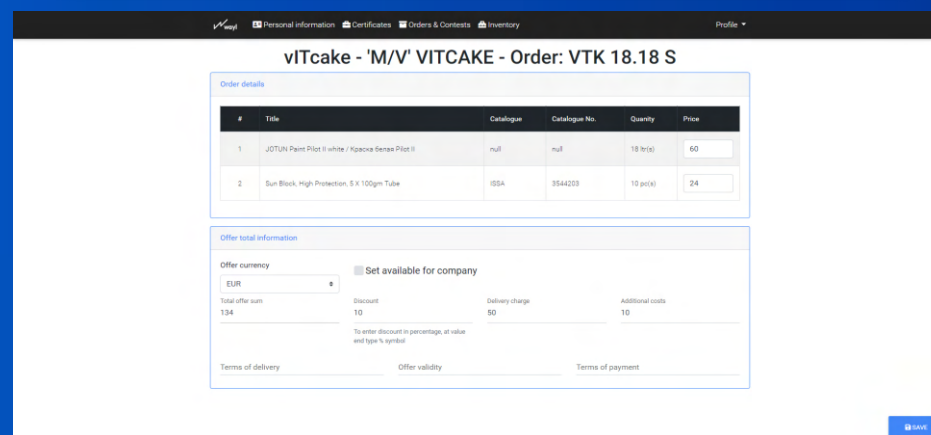 wayl Personal information Certificates Orders & Contests Inventory Profile
vITcake - 'M/V' VITCAKE - Order: VTK 18.18 S
Order details
# Title Catalogue Catalogue No. Quanity Price
1 JOTUN Paint Pilot II white / Краска белая Pilot II null null 18 ltr(s) 60
2 Sun Block, High Protection, 5 X 100gm Tube ISSA 3544203 10 pc(s) 24
Offer total information
Offer currency
Set available for company
EUR
Total offer sum Discount Delivery charge Additional costs
134 10 50 10
To enter discount in percentage, at value
end type % symbol
Terms of delivery Offer validity Terms of payment
SAVE